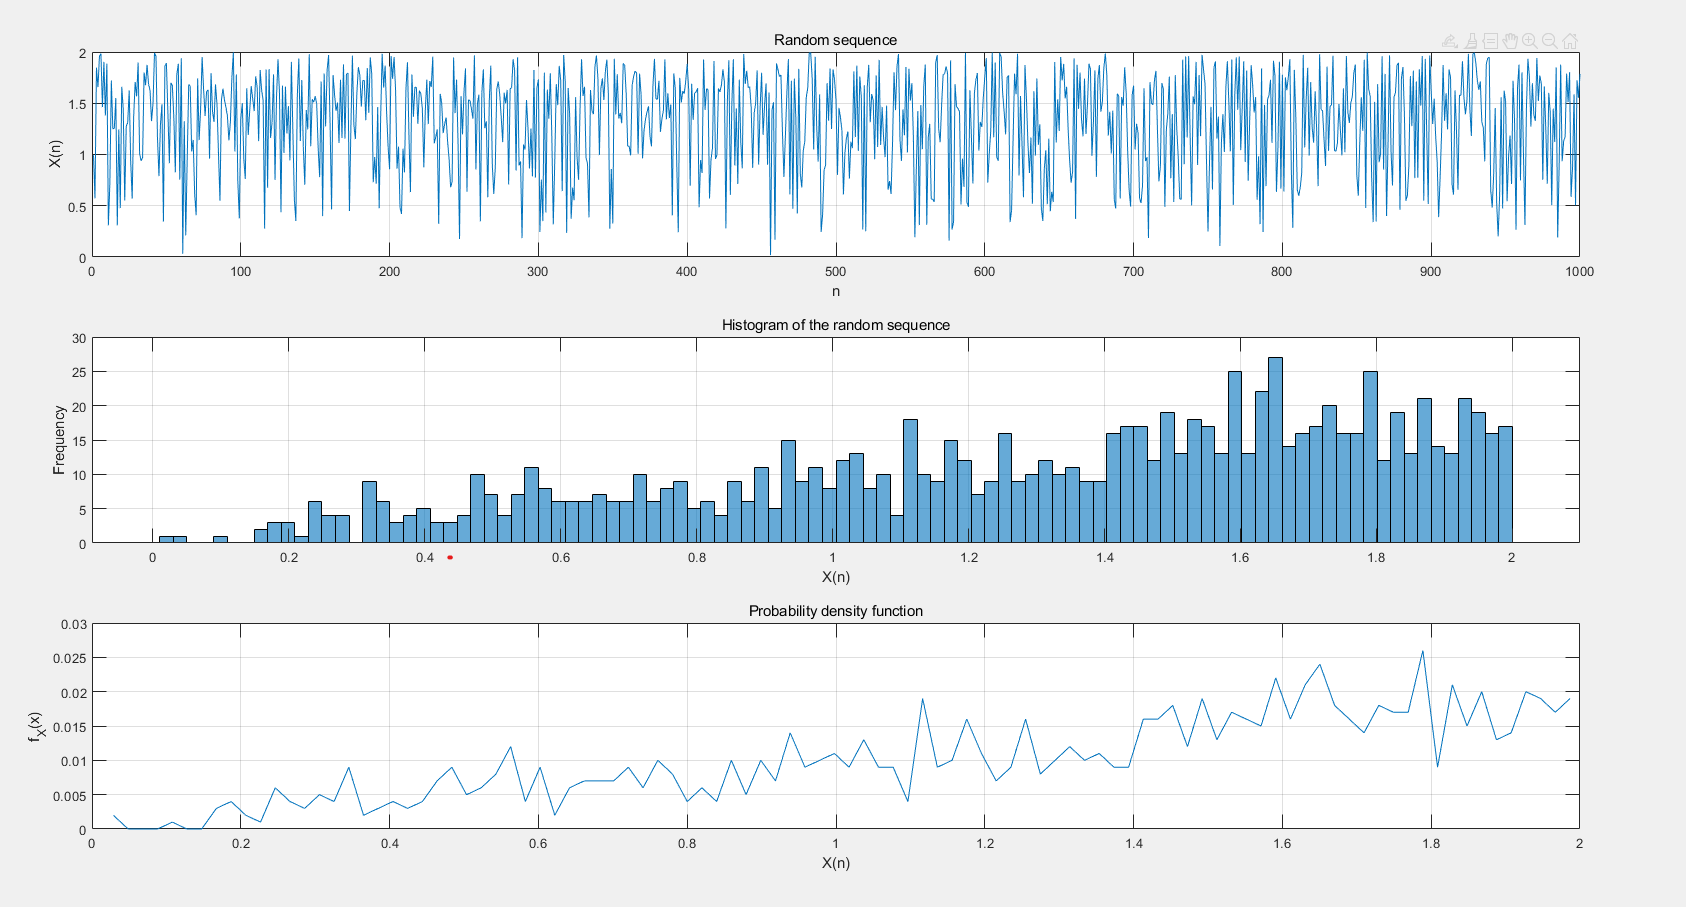 Random sequence
2
1.5
1
0.5
0
X(n)
0 100 200 300 400 500 600 700 800 900 1000
n
Histogram of the random sequence
30
25
20
15
10
5
0
Frequency
0 0.2 0.4 0.6 0.8 1 1.2 1.4 1.6 1.8 2
X(n)
Probability density function
0.03
0.025
0.02
0.015
0.01
0.005
0
f_X(x)
0 0.2 0.4 0.6 0.8 1 1.2 1.4 1.6 1.8 2
X(n)